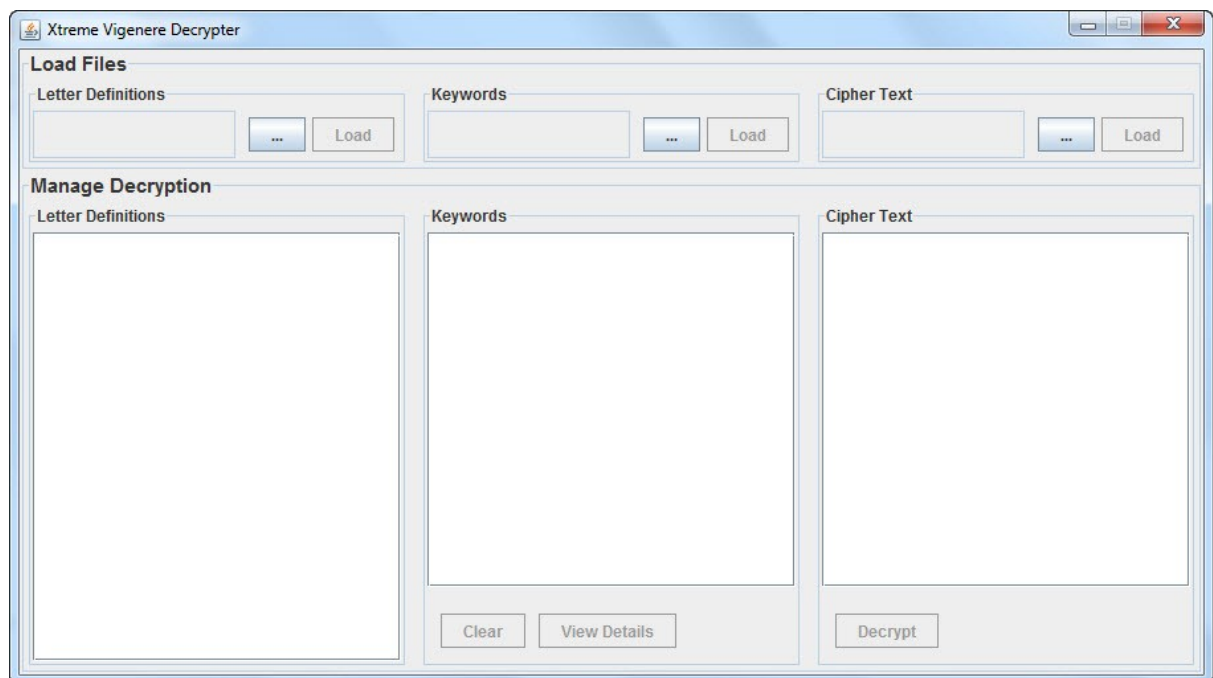 Xtreme Vigenere Decrypter
Load Files
Letter Definitions Keywords Cipher Text
... Load ... Load ... Load
Manage Decryption
Letter Definitions Keywords Cipher Text
Clear View Details Decrypt